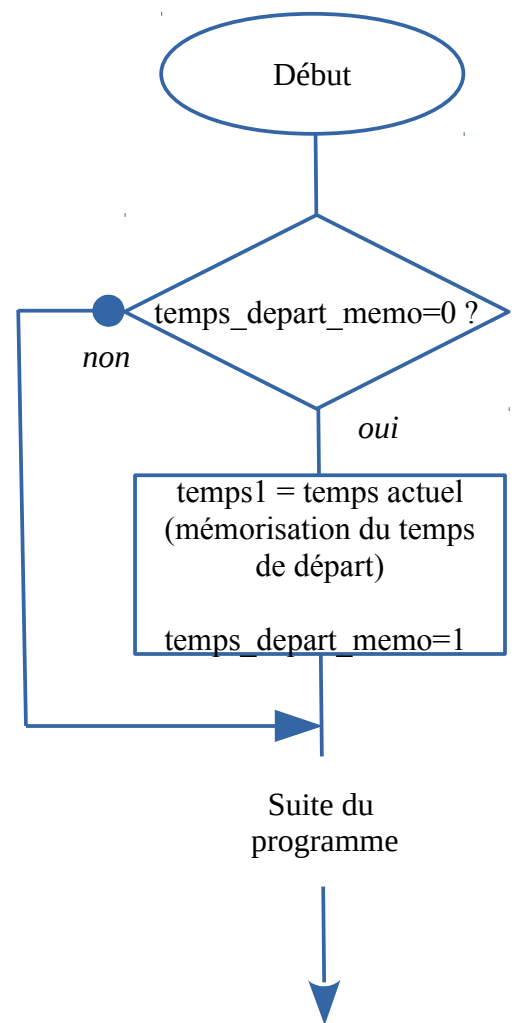 Début
temps_depart_memo=0 ?
non
oui
temps1 = temps actuel
(mémorisation du temps
de départ)
temps_depart_memo=1
Suite du
programme